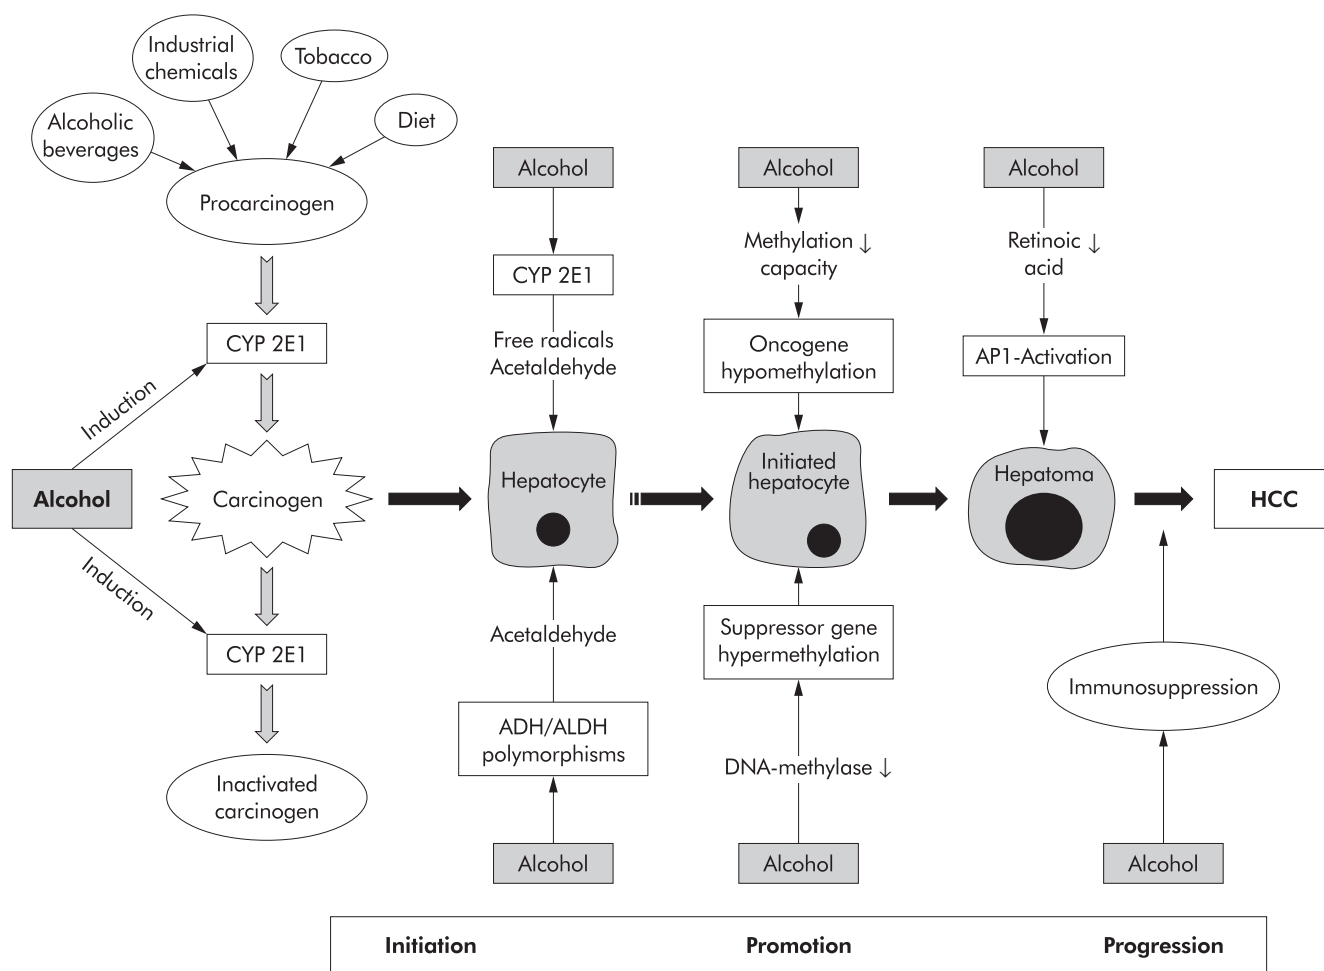 Industrial
chemicals
Tobacco
Alcoholic
beverages
Diet
Procarcinogen
CYP 2E1
Induction
Alcohol
Carcinogen
Induction
CYP 2E1
Inactivated
carcinogen
Alcohol
CYP 2E1
Free radicals
Acetaldehyde
Hepatocyte
Acetaldehyde
ADH/ALDH
polymorphisms
Alcohol
Alcohol
Methylation ↓
capacity
Oncogene
hypomethylation
Initiated
hepatocyte
Suppressor gene
hypermethylation
DNA-methylase ↓
Alcohol
Alcohol
Retinoic ↓
acid
AP1-Activation
Hepatoma
HCC
Immunosuppression
Alcohol
Initiation
Promotion
Progression